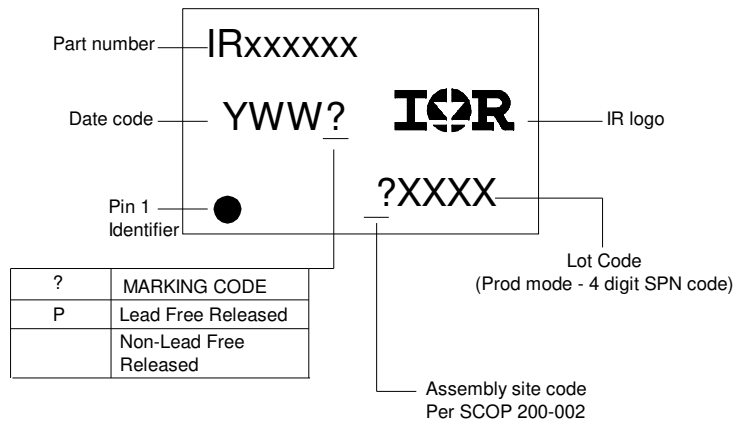 Part number
IRxxxxxx
Date code
YWW?
IOR
IR logo
?XXXX
Pin 1
Identifier
Lot Code
(Prod mode - 4 digit SPN code)
? MARKING CODE
P Lead Free Released
Non-Lead Free
Released
Assembly site code
Per SCOP 200-002